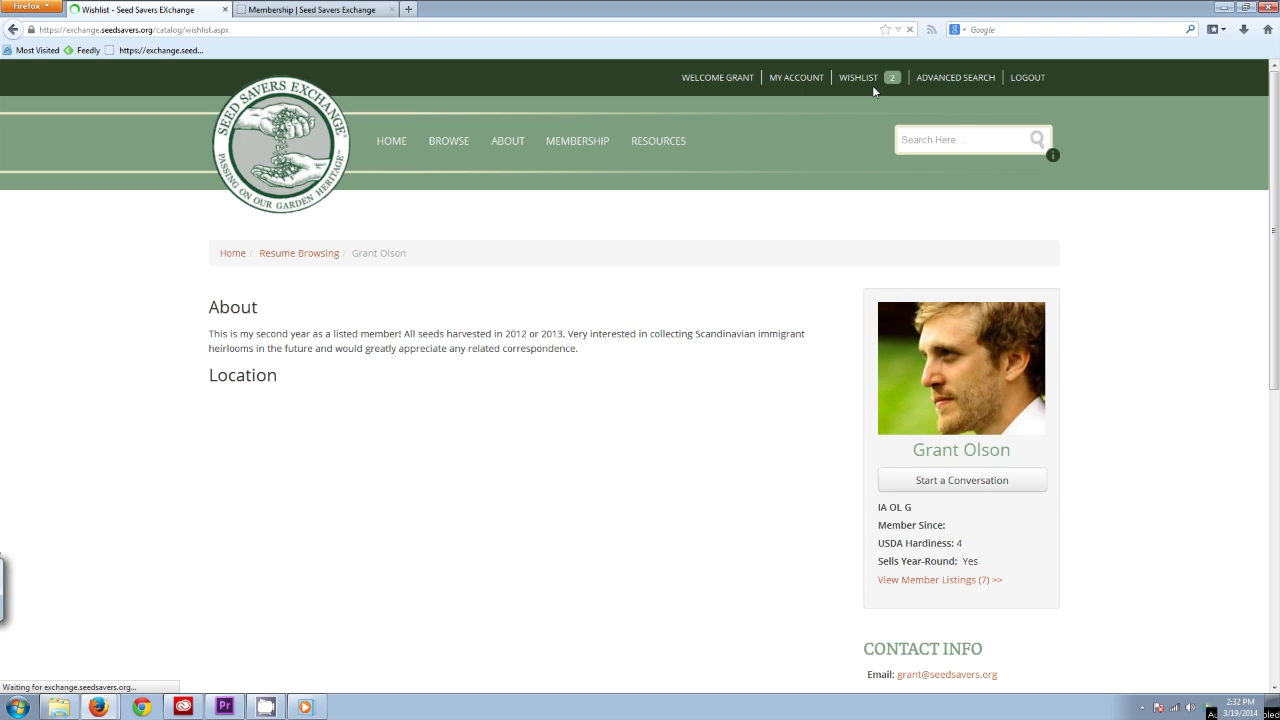 Firefox
Wishlist - Seed Savers EXchange
Membership | Seed Savers Exchange
https://exchange.seedsavers.org/catalog/wishlist.aspx
Google
Most Visited
Feedly
https://exchange.seed...
WELCOME GRANT
MY ACCOUNT
WISHLIST 2
ADVANCED SEARCH
LOGOUT
SEED SAVERS EXCHANGE
PASSING ON OUR GARDEN HERITAGE
HOME
BROWSE
ABOUT
MEMBERSHIP
RESOURCES
Search Here...
i
Home / Resume Browsing / Grant Olson
About
This is my second year as a listed member! All seeds harvested in 2012 or 2013. Very interested in collecting Scandinavian immigrant
heirlooms in the future and would greatly appreciate any related correspondence.
Location
Grant Olson
Start a Conversation
IA OL G
Member Since:
USDA Hardiness: 4
Sells Year-Round: Yes
View Member Listings (7) >>
CONTACT INFO
Email: grant@seedsavers.org
Waiting for exchange.seedsavers.org...
Pr
2:32 PM
3/19/2014